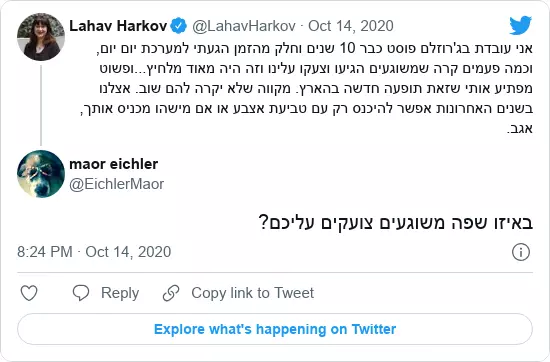 Lahav Harkov @LahavHarkov · Oct 14, 2020
אני עובדת בג'רוזלם פוסט כבר 10 שנים וחלק מהזמן הגעתי למערכת יום יום,
וכמה פעמים קרה שמשוגעים הגיעו וצעקו עלינו וזה היה מאוד מלחיץ...ופשוט
מפתיע אותי שזאת תופעה חדשה בהארץ. מקווה שלא יקרה להם שוב. אצלנו
בשנים האחרונות אפשר להיכנס רק עם טביעת אצבע או אם מישהו מכניס אותך,
אגב.
maor eichler
@EichlerMaor
באיזו שפה משוגעים צועקים עליכם?
8:24 PM · Oct 14, 2020
Reply Copy link to Tweet
Explore what's happening on Twitter